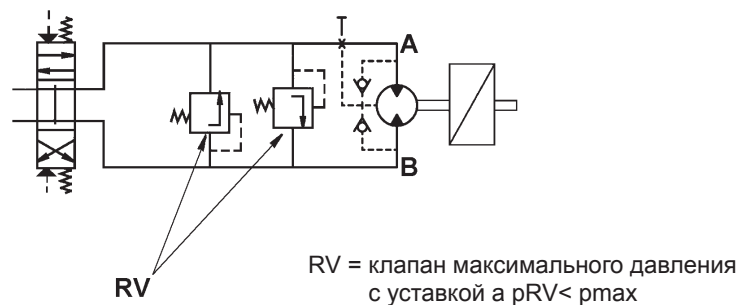 A
B
RV
RV = клапан максимального давления
с уставкой а pRV< pmax